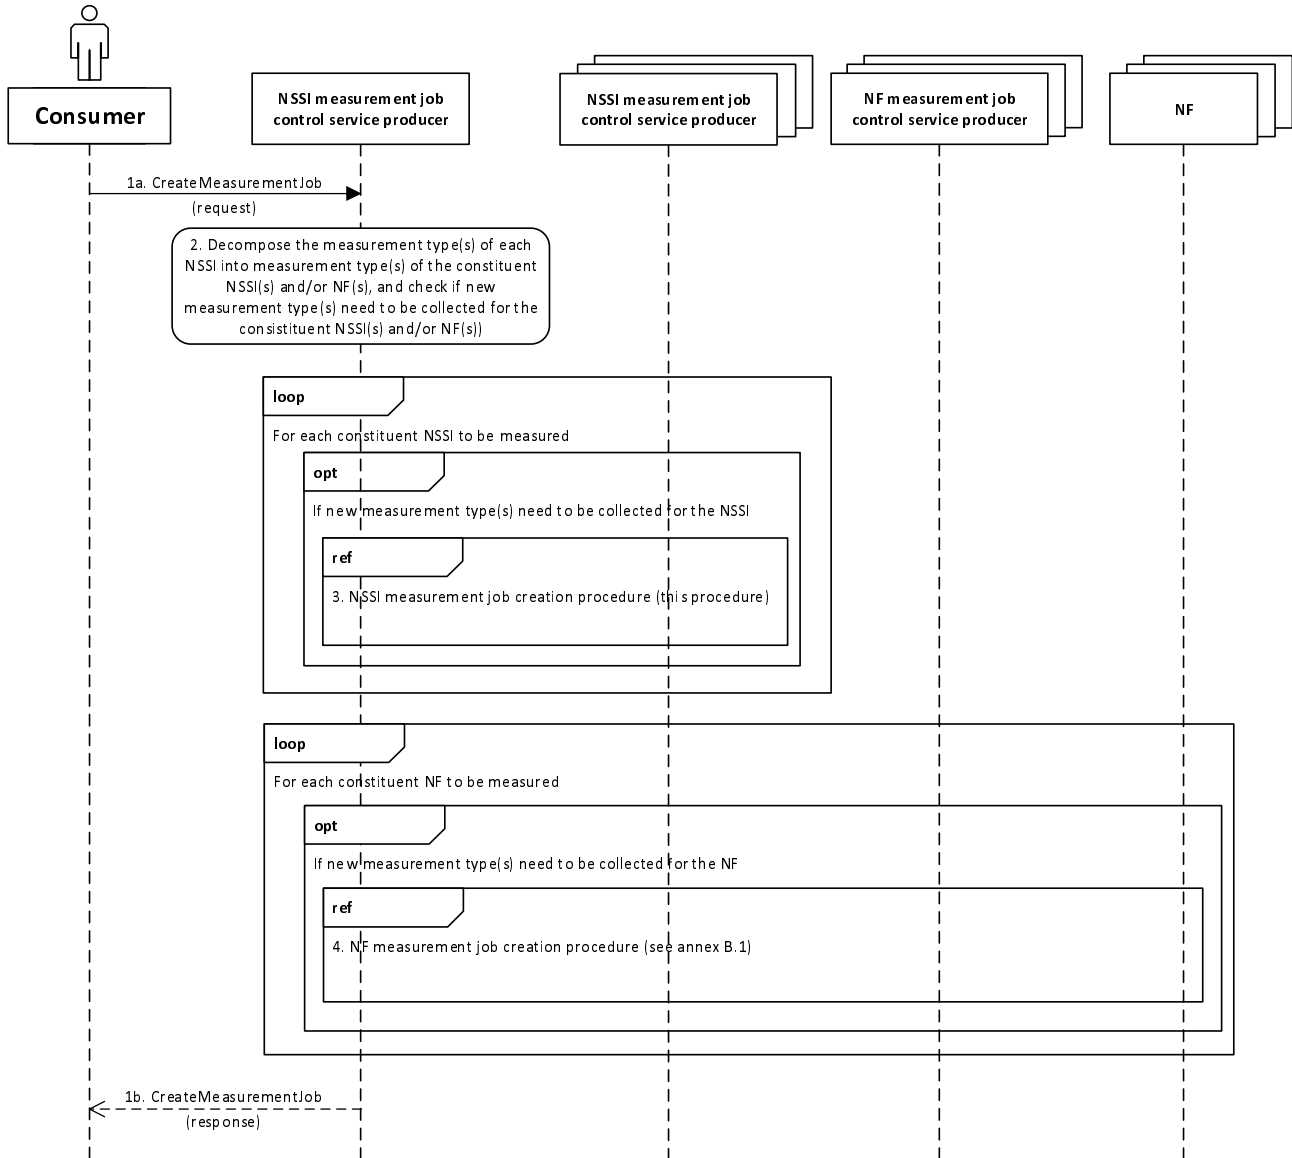 Consumer
NSSI measurement job
control service producer
NSSI measurement job
control service producer
NF measurement job
control service producer
NF
1a. CreateMeasurementJob
(request)
2. Decompose the measurement type(s) of each
NSSI into measurement type(s) of the constituent
NSSI(s) and/or NF(s), and check if new
measurement type(s) need to be collected for the
consistituent NSSI(s) and/or NF(s))
loop
For each constituent NSSI to be measured
opt
If new measurement type(s) need to be collected for the NSSI
ref
3. NSSI measurement job creation procedure (this procedure)
loop
For each constituent NF to be measured
opt
If new measurement type(s) need to be collected for the NF
ref
4. NF measurement job creation procedure (see annex B.1)
1b. CreateMeasurementJob
(response)